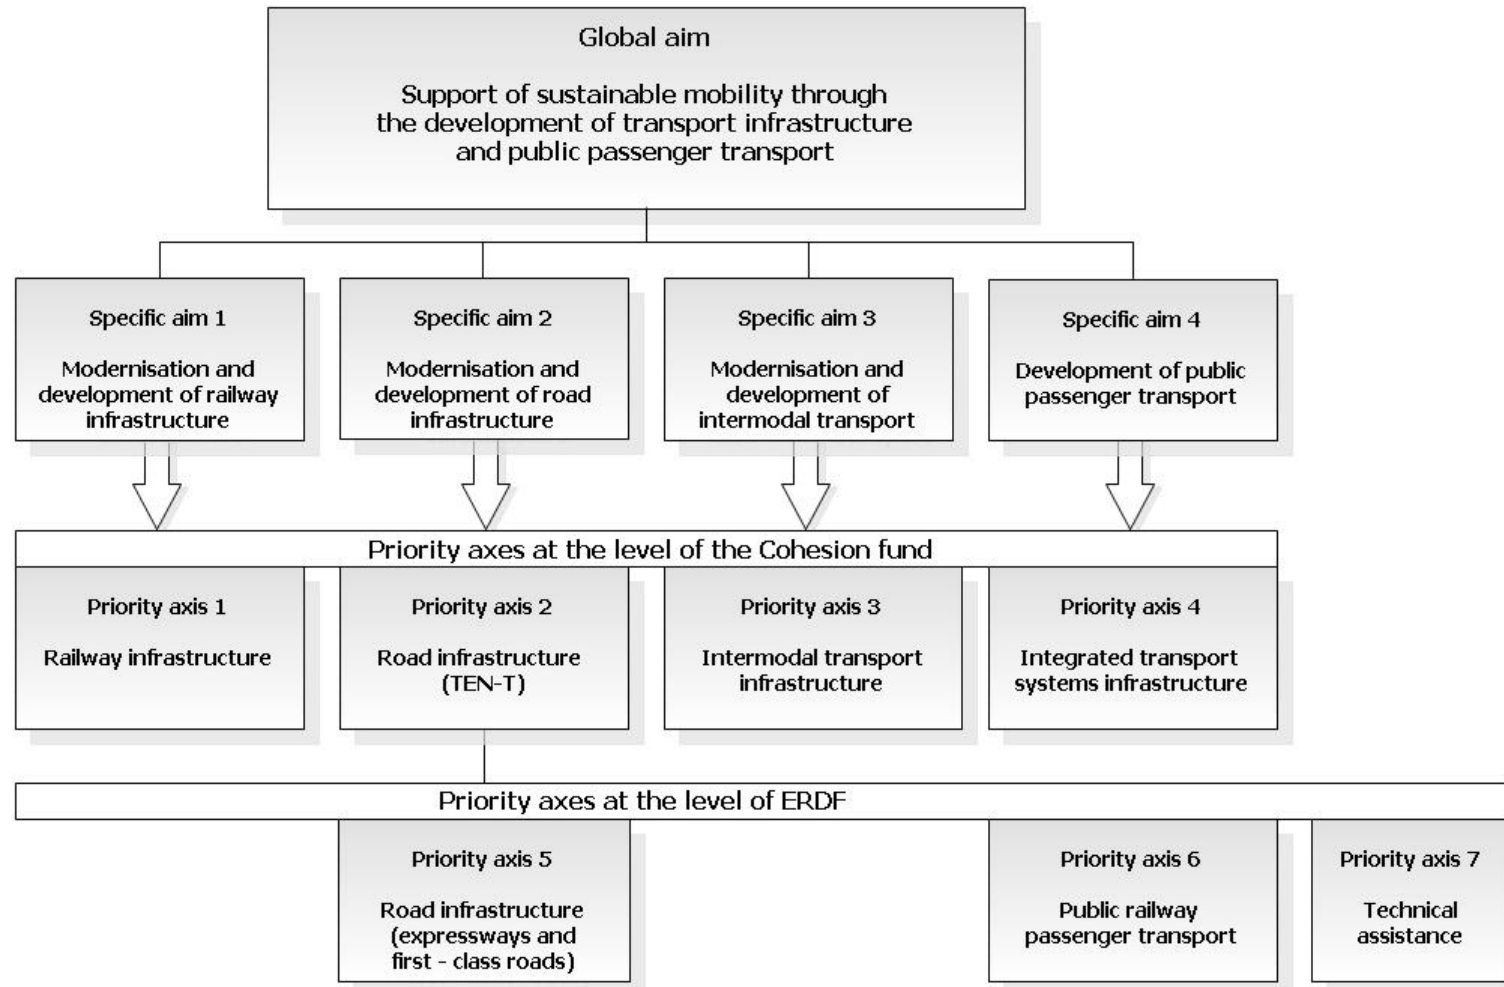 Global aim
Support of sustainable mobility through
the development of transport infrastructure
and public passenger transport
Specific aim 1
Modernisation and
development of railway
infrastructure
Specific aim 2
Modernisation and
development of road
infrastructure
Specific aim 3
Modernisation and
development of
intermodal transport
Specific aim 4
Development of public
passenger transport
Priority axes at the level of the Cohesion fund
Priority axis 1
Railway infrastructure
Priority axis 2
Road infrastructure
(TEN-T)
Priority axis 3
Intermodal transport
infrastructure
Priority axis 4
Integrated transport
systems infrastructure
Priority axes at the level of ERDF
Priority axis 5
Road infrastructure
(expressways and
first - class roads)
Priority axis 6
Public railway
passenger transport
Priority axis 7
Technical
assistance